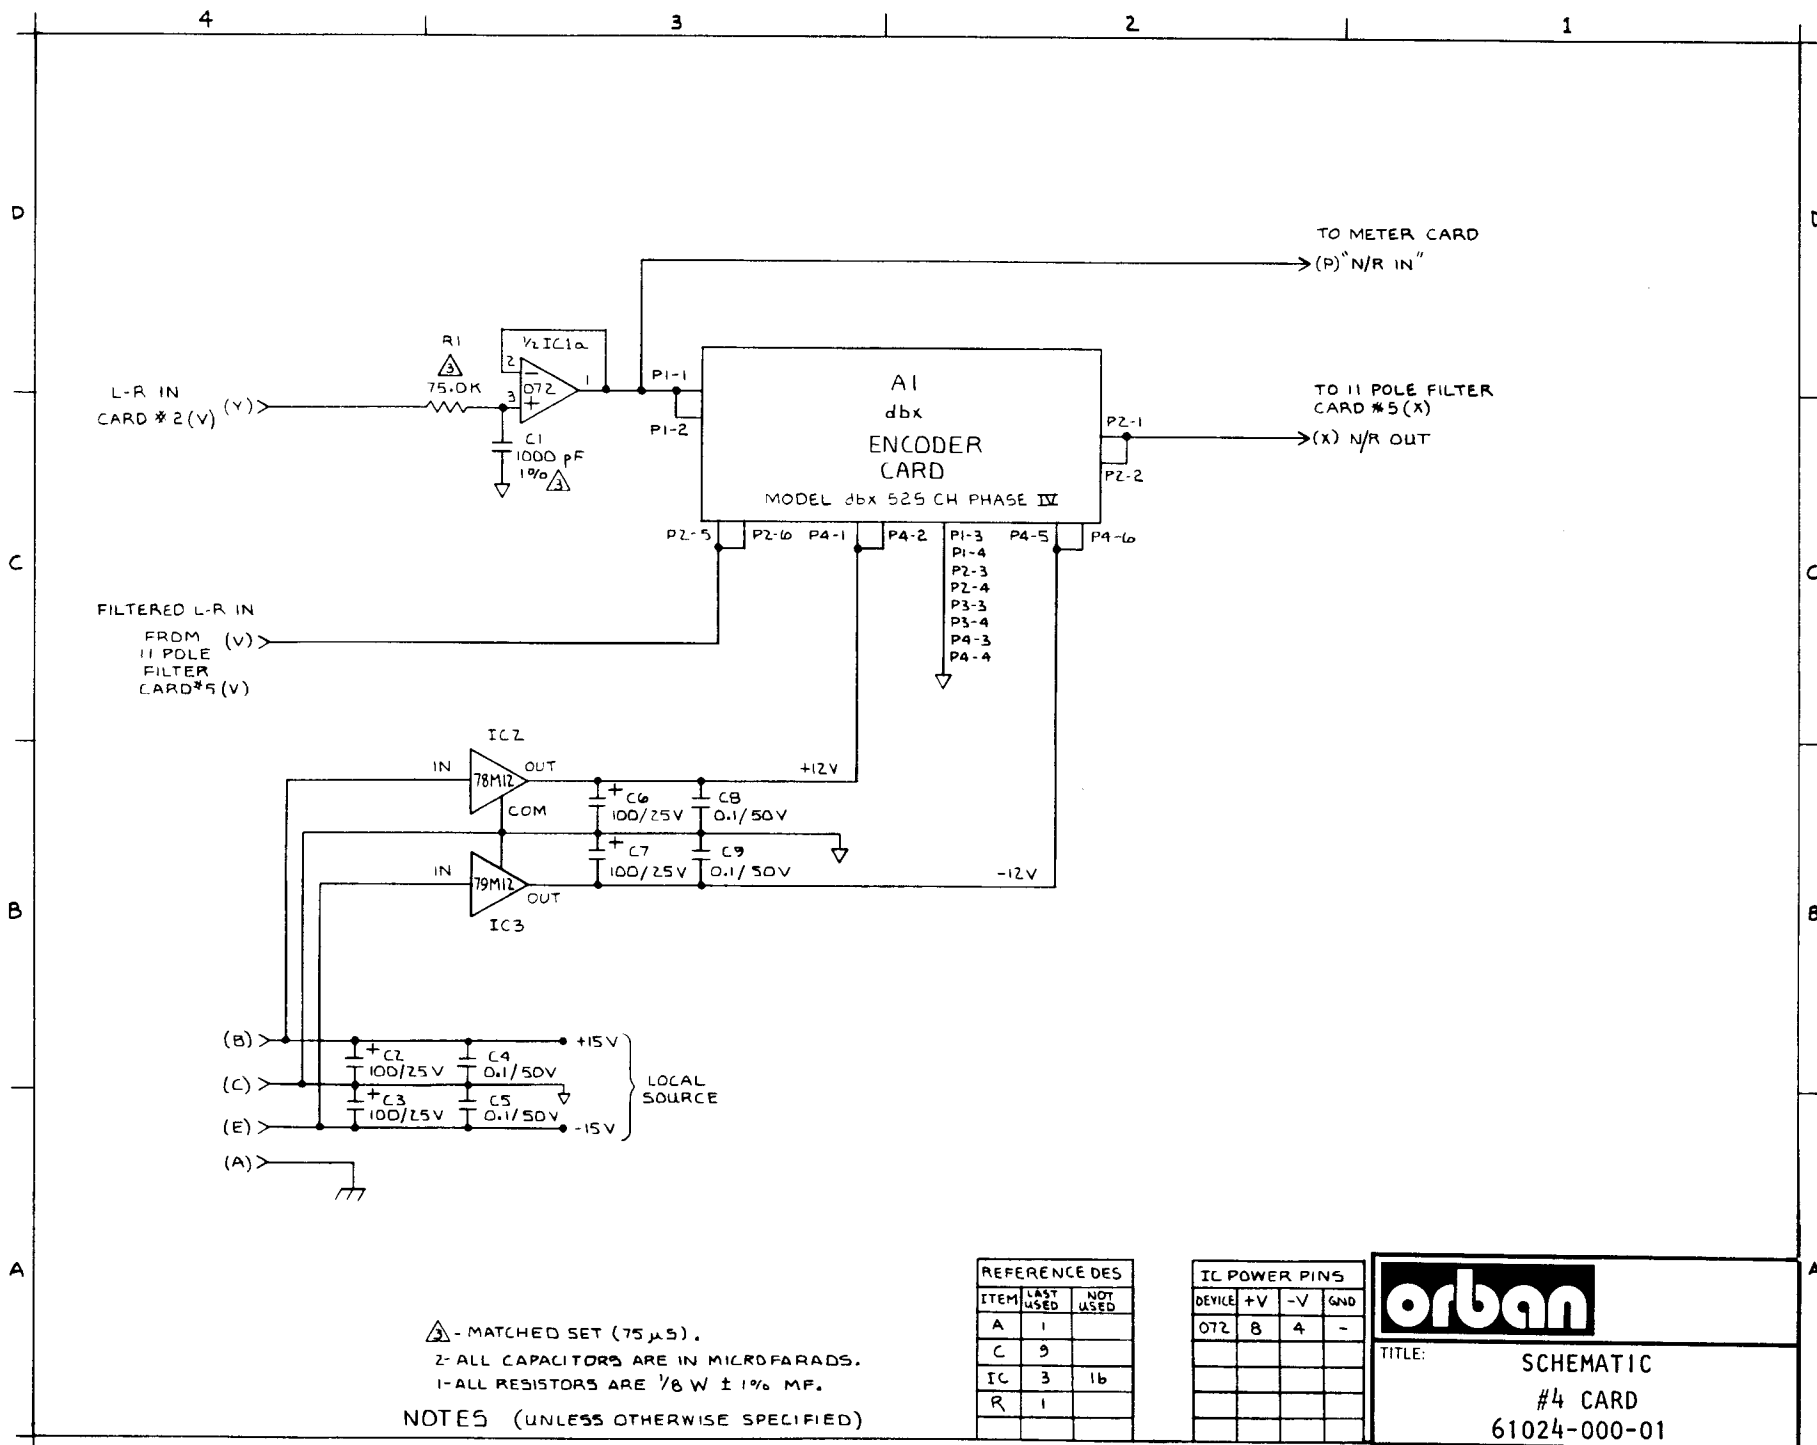 4 3 2 1
D D
TO METER CARD
(P) "N/R IN"
R1
3
75.0K
½ IC1a
2
3
072
1
−
+
P1-1
P1-2
L-R IN
CARD #2(V)
(Y)
C1
1000 pF
1% 3
A1
dbx
ENCODER
CARD
MODEL dbx 525 CH PHASE IV
P2-1
P2-2
TO 11 POLE FILTER
CARD #5(X)
(X) N/R OUT
P2-5 P2-6 P4-1 P4-2 P1-3 P4-5 P4-6
P1-4
P2-3
P2-4
P3-3
P3-4
P4-3
P4-4
C C
FILTERED L-R IN
FROM (V)
11 POLE
FILTER
CARD #5(V)
IC2
IN 78M12 OUT
COM
+12V
+ C6
100/25V
C8
0.1/50V
+ C7
100/25V
C9
0.1/50V
IN 79M12 OUT
IC3
-12V
B B
(B)
+ C2
100/25V
C4
0.1/50V
+15V
(C)
+ C3
100/25V
C5
0.1/50V
LOCAL
SOURCE
(E)
-15V
(A)
A A
3 - MATCHED SET (75 µS).
2- ALL CAPACITORS ARE IN MICROFARADS.
1- ALL RESISTORS ARE 1/8 W ± 1% MF.
NOTES (UNLESS OTHERWISE SPECIFIED)
REFERENCE DES
ITEM LAST USED NOT USED
A 1
C 9
IC 3 1b
R 1
IC POWER PINS
DEVICE +V -V GND
072 8 4 -
orban
TITLE:
SCHEMATIC
#4 CARD
61024-000-01